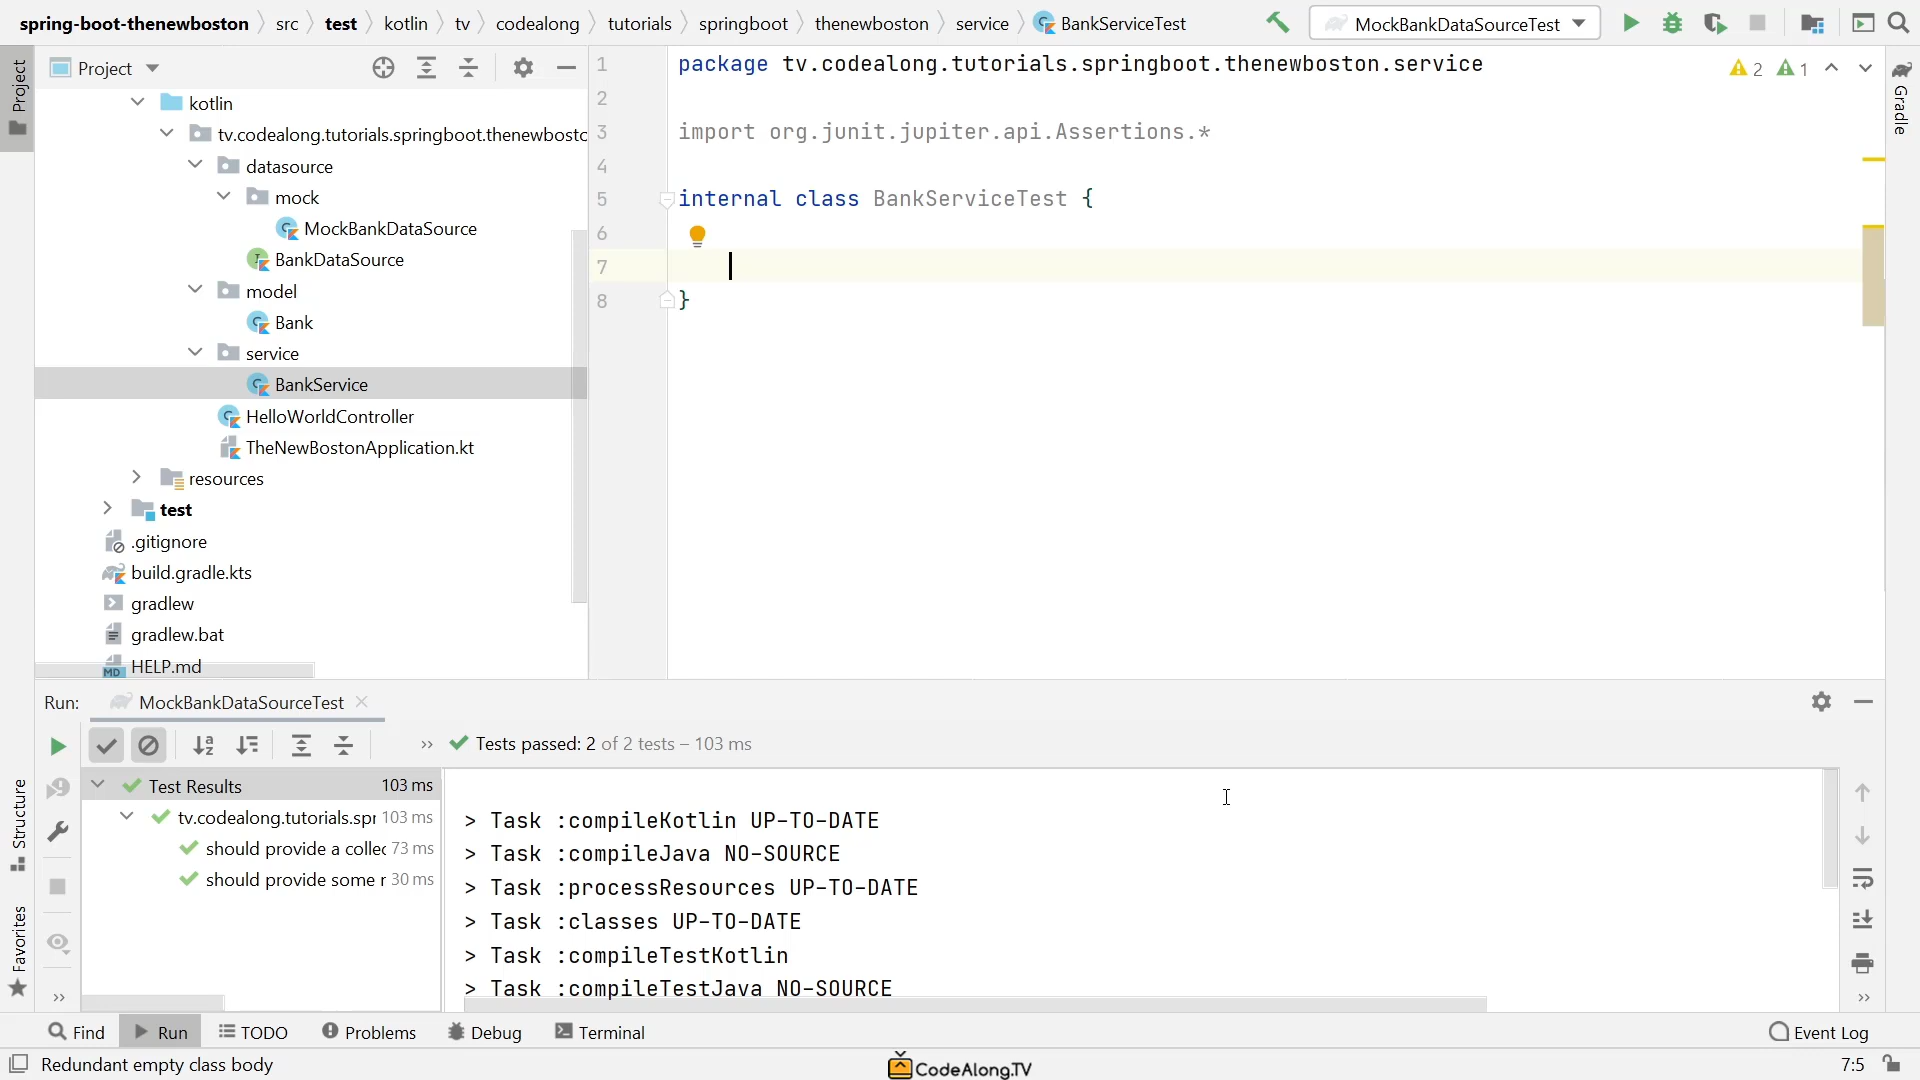 spring-boot-thenewboston src test kotlin tv codealong tutorials springboot thenewboston service BankServiceTest MockBankDataSourceTest
Project
Project
kotlin
tv.codealong.tutorials.springboot.thenewbosto
datasource
mock
MockBankDataSource
BankDataSource
model
Bank
service
BankService
HelloWorldController
TheNewBostonApplication.kt
resources
test
.gitignore
build.gradle.kts
gradlew
gradlew.bat
HELP.md
1 package tv.codealong.tutorials.springboot.thenewboston.service
2
3 import org.junit.jupiter.api.Assertions.*
4
5 internal class BankServiceTest {
6
7
8 }
2 1
Gradle
Run: MockBankDataSourceTest
Tests passed: 2 of 2 tests – 103 ms
Test Results 103 ms
tv.codealong.tutorials.spr 103 ms
should provide a collec 73 ms
should provide some r 30 ms
> Task :compileKotlin UP-TO-DATE
> Task :compileJava NO-SOURCE
> Task :processResources UP-TO-DATE
> Task :classes UP-TO-DATE
> Task :compileTestKotlin
> Task :compileTestJava NO-SOURCE
Structure
Favorites
Find Run TODO Problems Debug Terminal Event Log
Redundant empty class body CodeAlong.TV 7:5